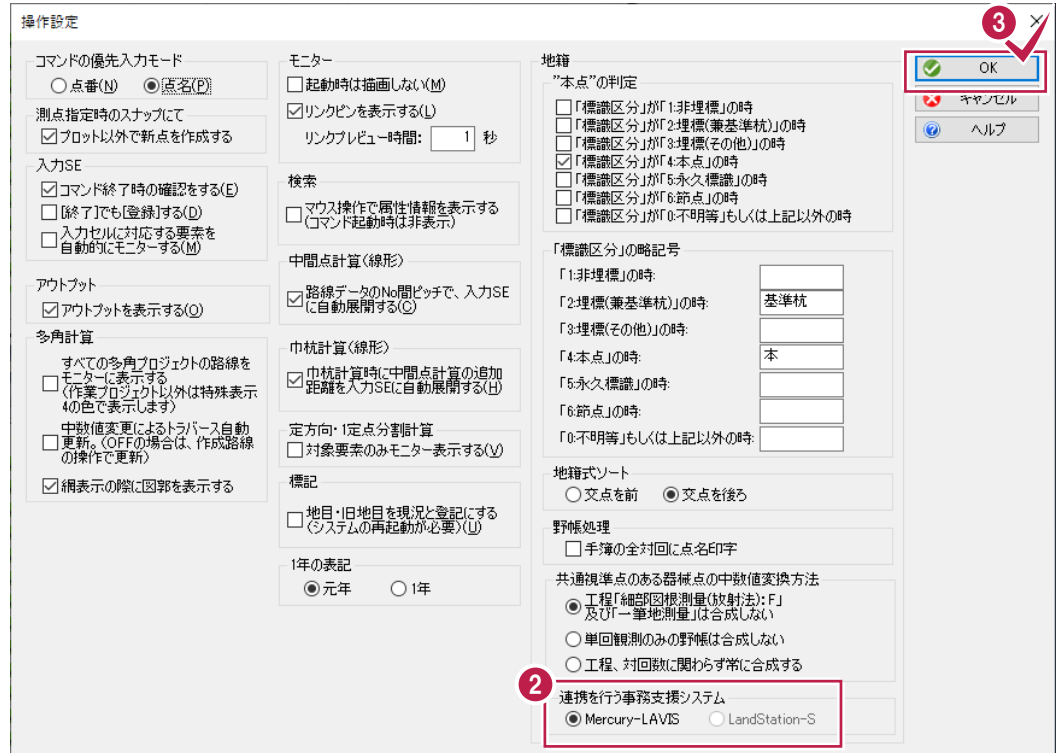 操作設定
3
コマンドの優先入力モード
点番(N)
点名(P)
測点指定時のスナップにて
プロット以外で新点を作成する
入力SE
コマンド終了時の確認をする(E)
[終了]でも[登録]する(D)
入力セルに対応する要素を
自動的にモニターする(M)
アウトプット
アウトプットを表示する(O)
多角計算
すべての多角プロジェクトの路線を
モニターに表示する
(作業プロジェクト以外は特殊表示
4の色で表示します)
中数値変更によるトラバース自動
更新。(OFFの場合は、作成路線
の操作で更新)
網表示の際に図郭を表示する
モニター
起動時は描画しない(M)
リンクピンを表示する(L)
リンクプレビュー時間:
1
秒
検索
マウス操作で属性情報を表示する
(コマンド起動時は非表示)
中間点計算(線形)
路線データのNo間ピッチで、入力SE
に自動展開する(C)
巾杭計算(線形)
巾杭計算時に中間点計算の追加
距離を入力SEに自動展開する(H)
定方向・1定点分割計算
対象要素のみモニター表示する(V)
標記
地目・旧地目を現況と登記にする
(システムの再起動が必要)(U)
1年の表記
元年
1年
地籍
"本点"の判定
「標識区分」が「1:非埋標」の時
「標識区分」が「2:埋標(兼基準杭)」の時
「標識区分」が「3:埋標(その他)」の時
「標識区分」が「4:本点」の時
「標識区分」が「5:永久標識」の時
「標識区分」が「6:節点」の時
「標識区分」が「0:不明等」もしくは上記以外の時
「標識区分」の略記号
「1:非埋標」の時:
「2:埋標(兼基準杭)」の時:
基準杭
「3:埋標(その他)」の時:
「4:本点」の時:
本
「5:永久標識」の時:
「6:節点」の時:
「0:不明等」もしくは上記以外の時:
地籍式ソート
交点を前
交点を後ろ
野帳処理
手簿の全対回に点名印字
共通視準点のある器械点の中数値変換方法
工程「細部図根測量(放射法):F」
及び「一筆地測量」は合成しない
単回観測のみの野帳は合成しない
工程、対回数に関わらず常に合成する
2
連携を行う事務支援システム
Mercury-LAVIS
LandStation-S
OK
キャンセル
ヘルプ